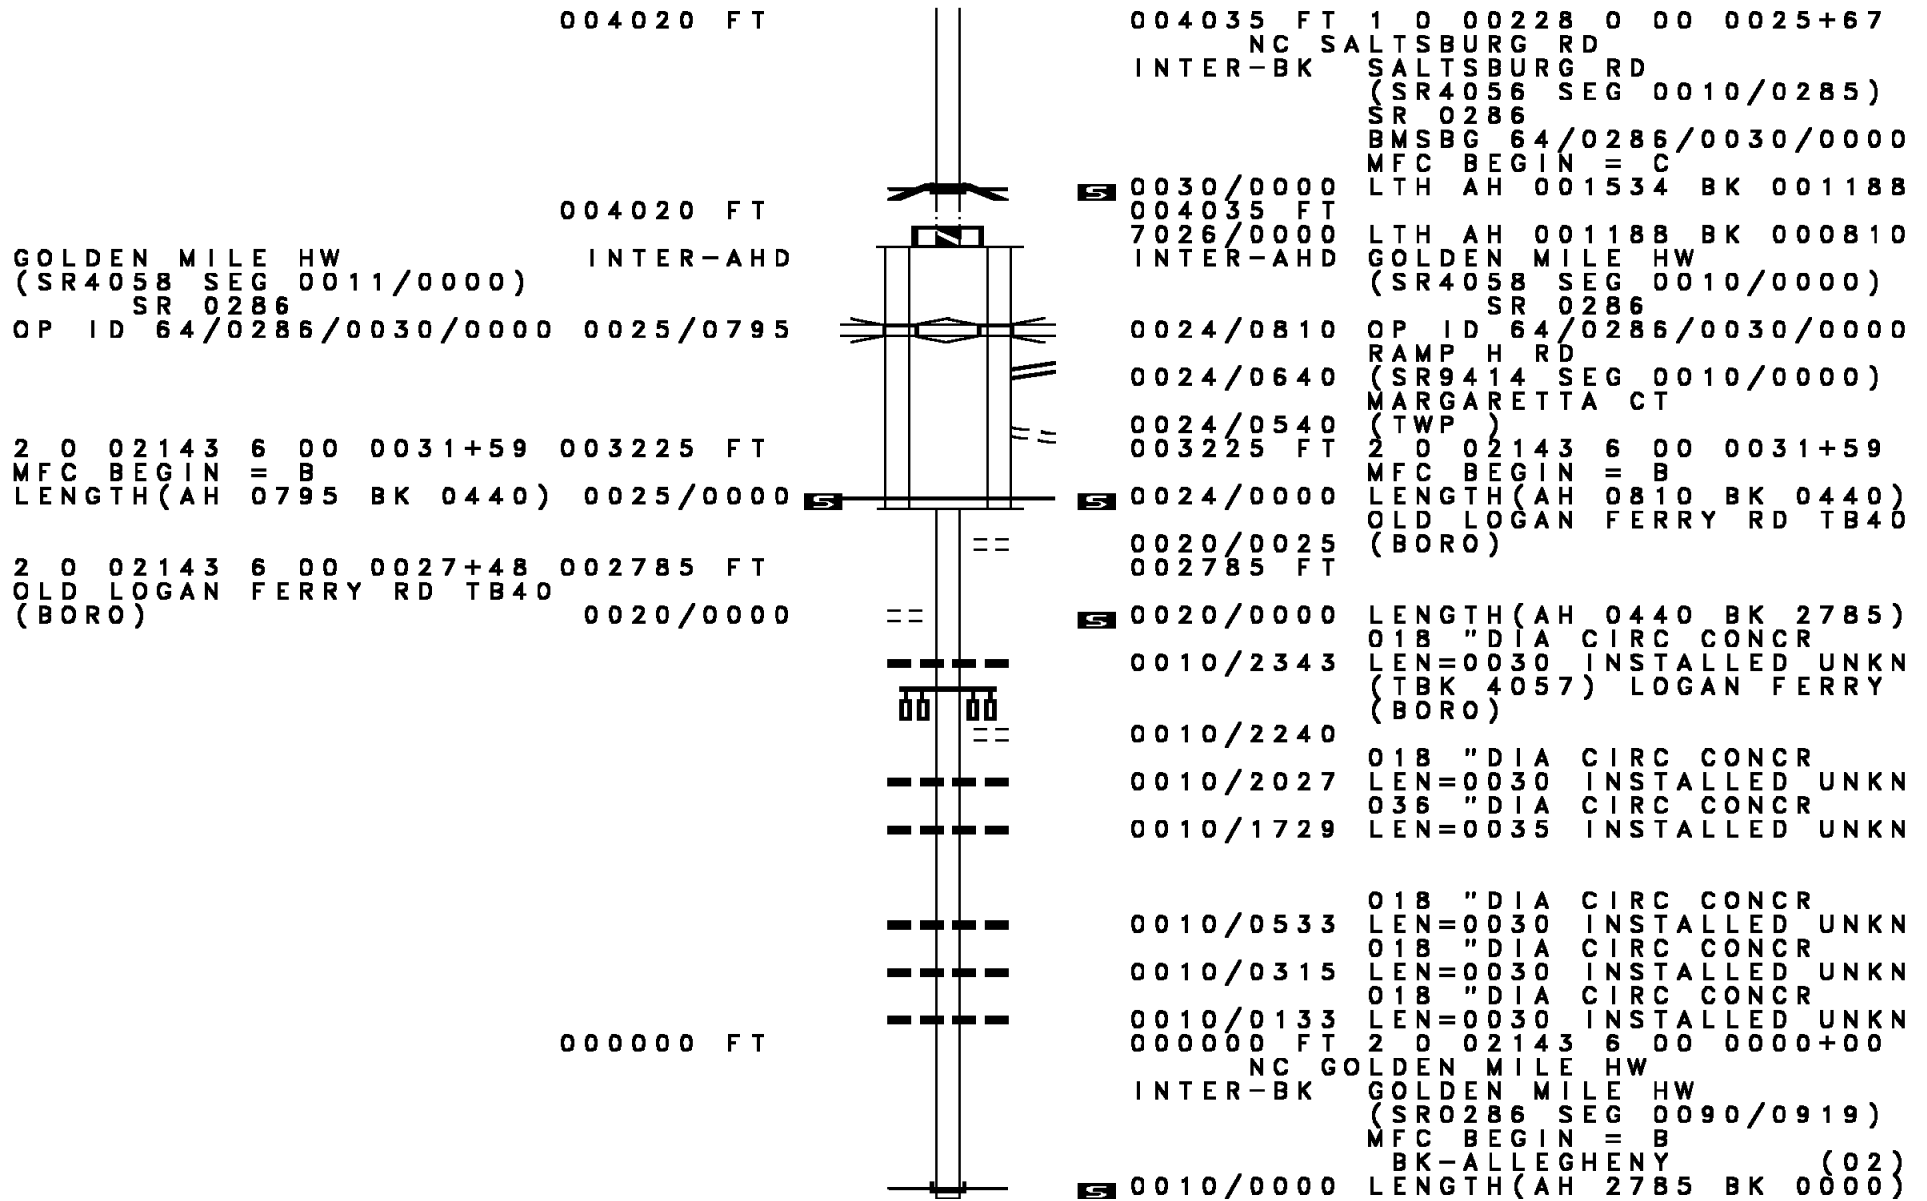 004020 FT 004035 FT 1 0 00228 0 00 0025+67
NC SALTSBURG RD
INTER-BK SALTSBURG RD
(SR4056 SEG 0010/0285)
SR 0286
BMSBG 64/0286/0030/0000
MFC BEGIN = C
S 0030/0000 LTH AH 001534 BK 001188
004020 FT 004035 FT
7026/0000 LTH AH 001188 BK 000810
GOLDEN MILE HW INTER-AHD INTER-AHD GOLDEN MILE HW
(SR4058 SEG 0011/0000) (SR4058 SEG 0010/0000)
SR 0286 SR 0286
OP ID 64/0286/0030/0000 0025/0795 0024/0810 OP ID 64/0286/0030/0000
RAMP H RD
0024/0640 (SR9414 SEG 0010/0000)
MARGARETTA CT
0024/0540 (TWP )
2 0 02143 6 00 0031+59 003225 FT 003225 FT 2 0 02143 6 00 0031+59
MFC BEGIN = B MFC BEGIN = B
LENGTH(AH 0795 BK 0440) 0025/0000 S S 0024/0000 LENGTH(AH 0810 BK 0440)
OLD LOGAN FERRY RD TB40
0020/0025 (BORO)
2 0 02143 6 00 0027+48 002785 FT 002785 FT
OLD LOGAN FERRY RD TB40
(BORO) 0020/0000 S 0020/0000 LENGTH(AH 0440 BK 2785)
018 "DIA CIRC CONCR
0010/2343 LEN=0030 INSTALLED UNKN
(TBK 4057) LOGAN FERRY
(BORO)
0010/2240
018 "DIA CIRC CONCR
0010/2027 LEN=0030 INSTALLED UNKN
036 "DIA CIRC CONCR
0010/1729 LEN=0035 INSTALLED UNKN
018 "DIA CIRC CONCR
0010/0533 LEN=0030 INSTALLED UNKN
018 "DIA CIRC CONCR
0010/0315 LEN=0030 INSTALLED UNKN
018 "DIA CIRC CONCR
0010/0133 LEN=0030 INSTALLED UNKN
000000 FT 000000 FT 2 0 02143 6 00 0000+00
NC GOLDEN MILE HW
INTER-BK GOLDEN MILE HW
(SR0286 SEG 0090/0919)
MFC BEGIN = B
BK-ALLEGHENY (02)
S 0010/0000 LENGTH(AH 2785 BK 0000)